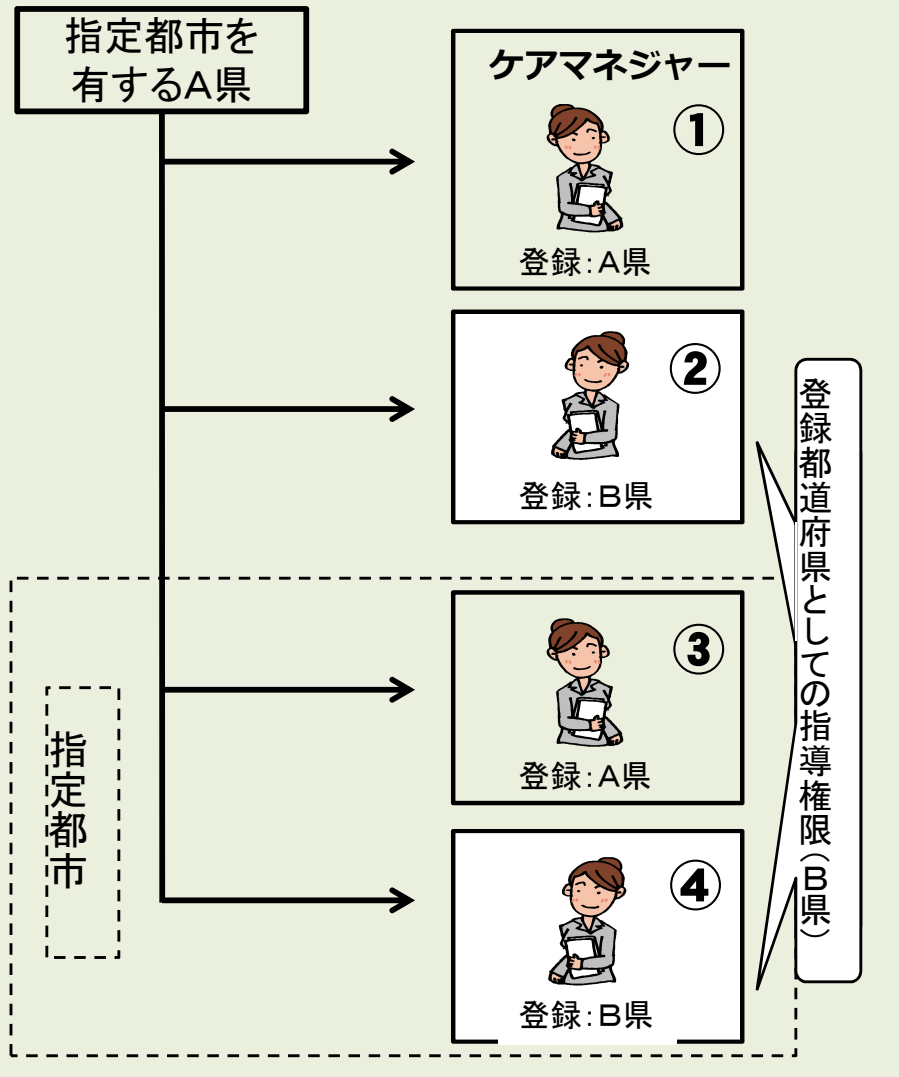 指定都市を
有するA県
ケアマネジャー
①
登録：A県
②
登録：B県
登録都道府県としての指導権限（B県）
指定都市
③
登録：A県
④
登録：B県